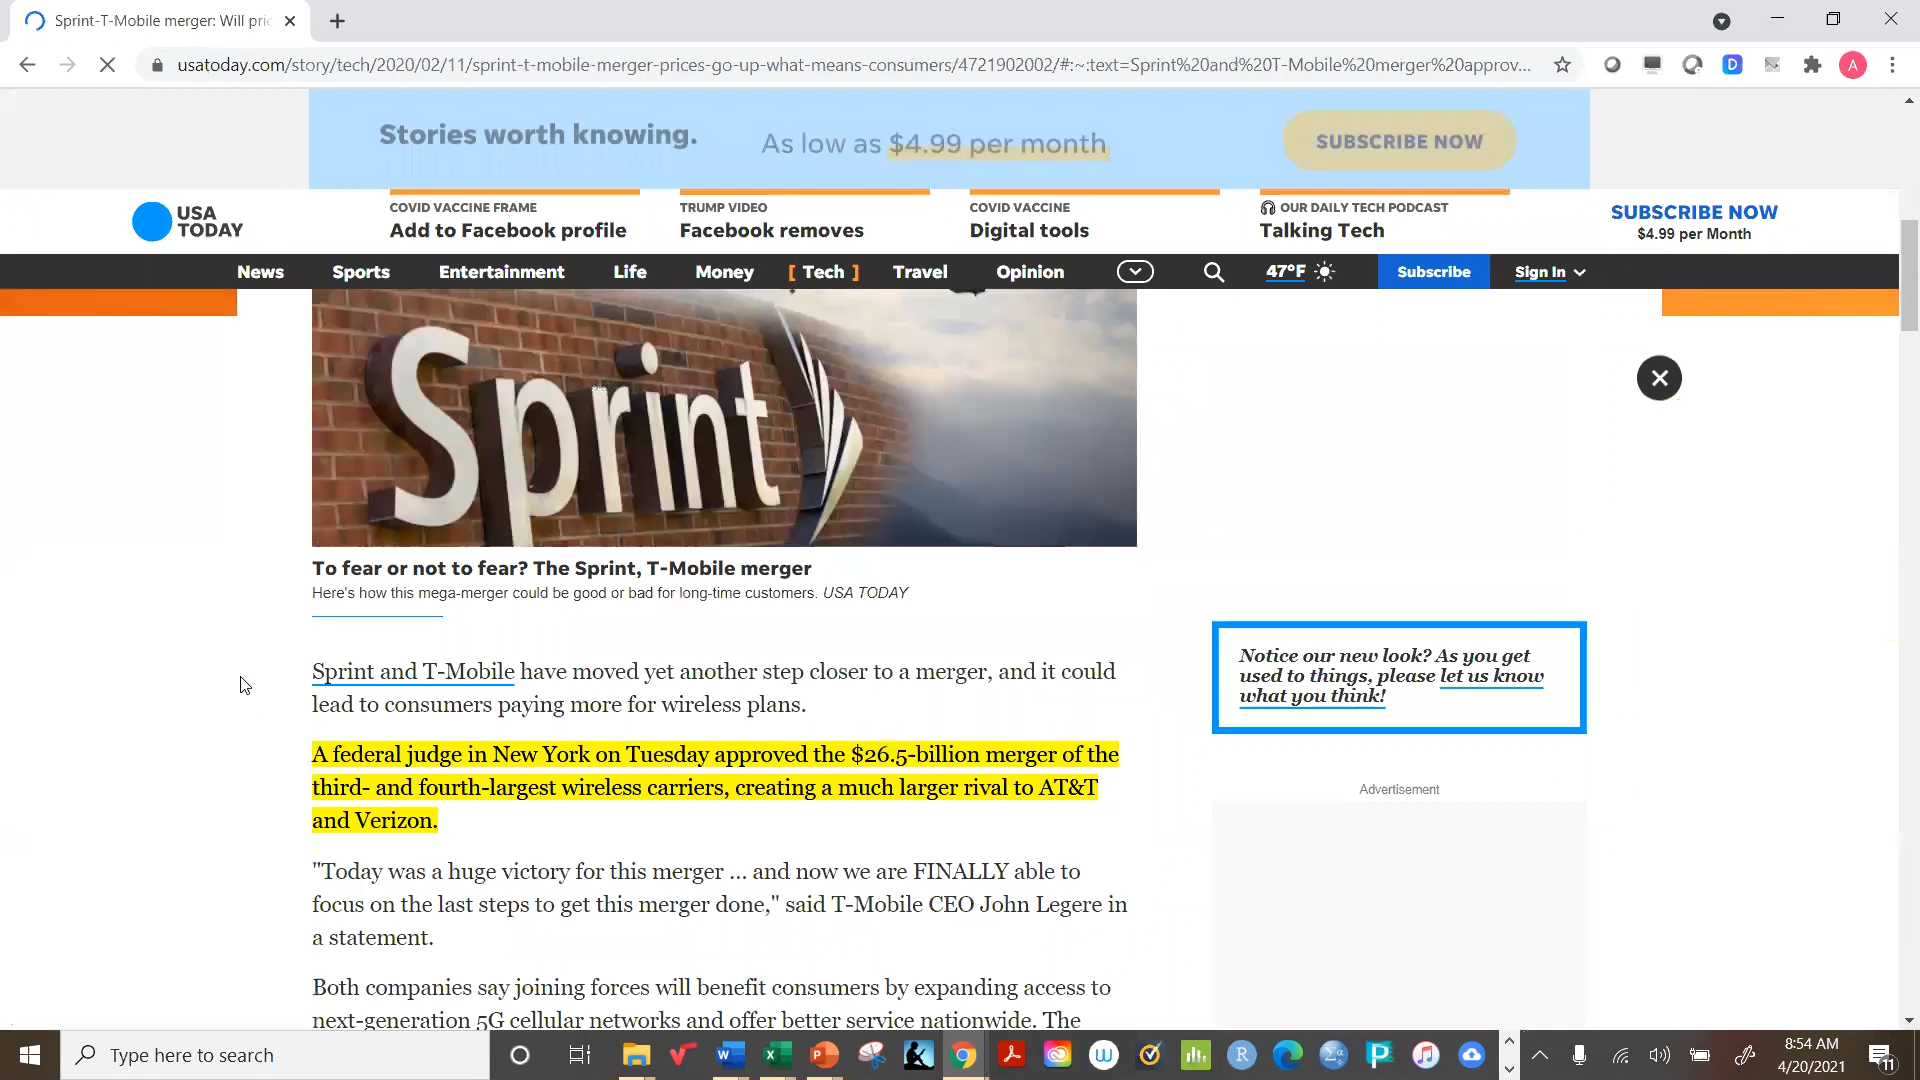 Sprint-T-Mobile merger: Will pric
usatoday.com/story/tech/2020/02/11/sprint-t-mobile-merger-prices-go-up-what-means-consumers/4721902002/#:~:text=Sprint%20and%20T-Mobile%20merger%20approv...
D
A
Stories worth knowing.
As low as $4.99 per month
SUBSCRIBE NOW
USA
TODAY
COVID VACCINE FRAME
Add to Facebook profile
TRUMP VIDEO
Facebook removes
COVID VACCINE
Digital tools
OUR DAILY TECH PODCAST
Talking Tech
SUBSCRIBE NOW
$4.99 per Month
News
Sports
Entertainment
Life
Money
[ Tech ]
Travel
Opinion
47°F
Subscribe
Sign In
Sprint
To fear or not to fear? The Sprint, T-Mobile merger
Here's how this mega-merger could be good or bad for long-time customers. USA TODAY
Sprint and T-Mobile have moved yet another step closer to a merger, and it could
lead to consumers paying more for wireless plans.
A federal judge in New York on Tuesday approved the $26.5-billion merger of the
third- and fourth-largest wireless carriers, creating a much larger rival to AT&T
and Verizon.
"Today was a huge victory for this merger ... and now we are FINALLY able to
focus on the last steps to get this merger done," said T-Mobile CEO John Legere in
a statement.
Both companies say joining forces will benefit consumers by expanding access to
next-generation 5G cellular networks and offer better service nationwide. The
Notice our new look? As you get
used to things, please let us know
what you think!
Advertisement
Type here to search
8:54 AM
4/20/2021
11